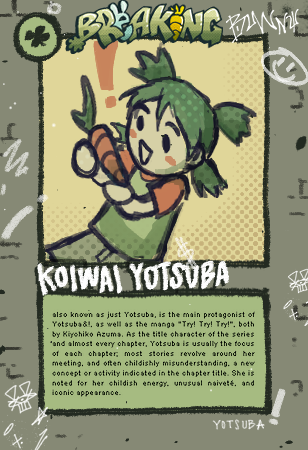 BREAKING
BUNNY
KOIWAI YOTSUBA
also known as just Yotsuba, is the main protagonist of
Yotsuba&!, as well as the manga "Try! Try! Try!", both
by Kiyohiko Azuma. As the title character of the series
and almost every chapter, Yotsuba is usually the focus
of each chapter; most stories revolve around her
meeting, and often childishly misunderstanding, a new
concept or activity indicated in the chapter title. She is
noted for her childish energy, unusual naiveté, and
iconic appearance.
YOTSUBA!